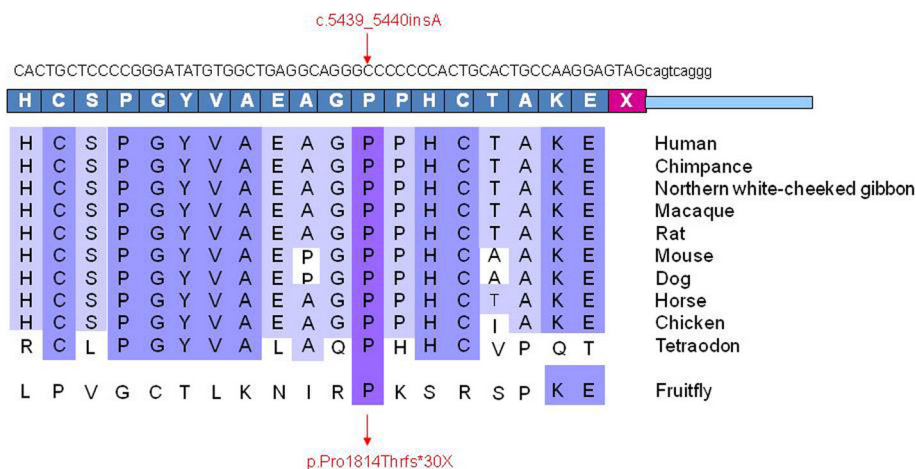 c.5439_5440insA
CACTGCTCCCCGGGATATGTGGCTGAGGCAGGGCCCCCCCACTGCACTGCCAAGGAGTAGcagtcaggg
H C S P G Y V A E A G P P H C T A K E X
H C S P G Y V A E A G P P H C T A K E Human
H C S P G Y V A E A G P P H C T A K E Chimpance
H C S P G Y V A E A G P P H C T A K E Northern white-cheeked gibbon
H C S P G Y V A E A G P P H C T A K E Macaque
H C S P G Y V A E A G P P H C T A K E Rat
H C S P G Y V A E P G P P H C A A K E Mouse
H C S P G Y V A E P G P P H C A A K E Dog
H C S P G Y V A E A G P P H C T A K E Horse
H C S P G Y V A E A G P P H C I A K E Chicken
R C L P G Y V A L A Q P H H C V P Q T Tetraodon
L P V G C T L K N I R P K S R S P K E Fruitfly
p.Pro1814Thrfs*30X